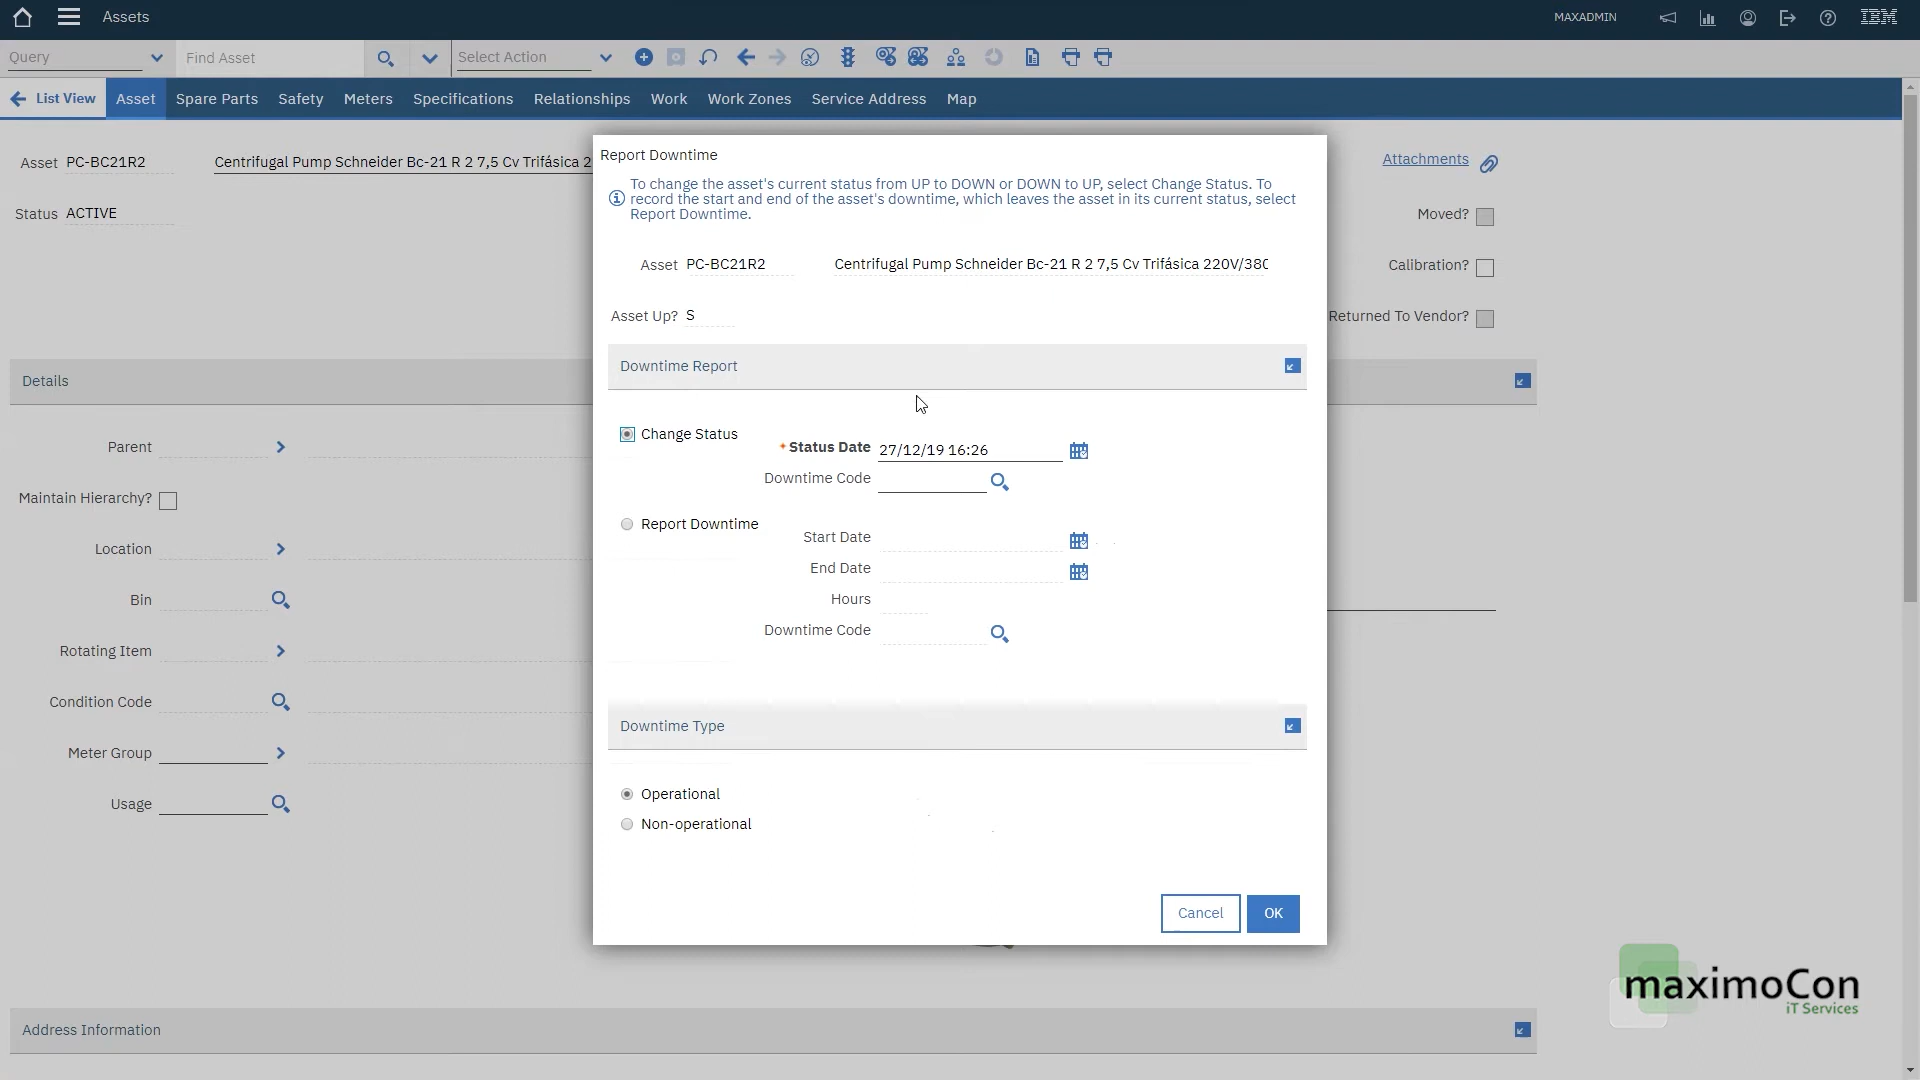 Assets
MAXADMIN
IBM
Query
Find Asset
Select Action
List View
Asset
Spare Parts
Safety
Meters
Specifications
Relationships
Work
Work Zones
Service Address
Map
Asset PC-BC21R2
Centrifugal Pump Schneider Bc-21 R 2 7,5 Cv Trifásica 2
Attachments
Status ACTIVE
Moved?
Calibration?
Returned To Vendor?
Details
Parent
Maintain Hierarchy?
Location
Bin
Rotating Item
Condition Code
Meter Group
Usage
Address Information
Report Downtime
To change the asset's current status from UP to DOWN or DOWN to UP, select Change Status. To
record the start and end of the asset's downtime, which leaves the asset in its current status, select
Report Downtime.
Asset PC-BC21R2
Centrifugal Pump Schneider Bc-21 R 2 7,5 Cv Trifásica 220V/380
Asset Up? S
Downtime Report
Change Status
Status Date 27/12/19 16:26
Downtime Code
Report Downtime
Start Date
End Date
Hours
Downtime Code
Downtime Type
Operational
Non-operational
Cancel
OK
maximoCon
iT Services